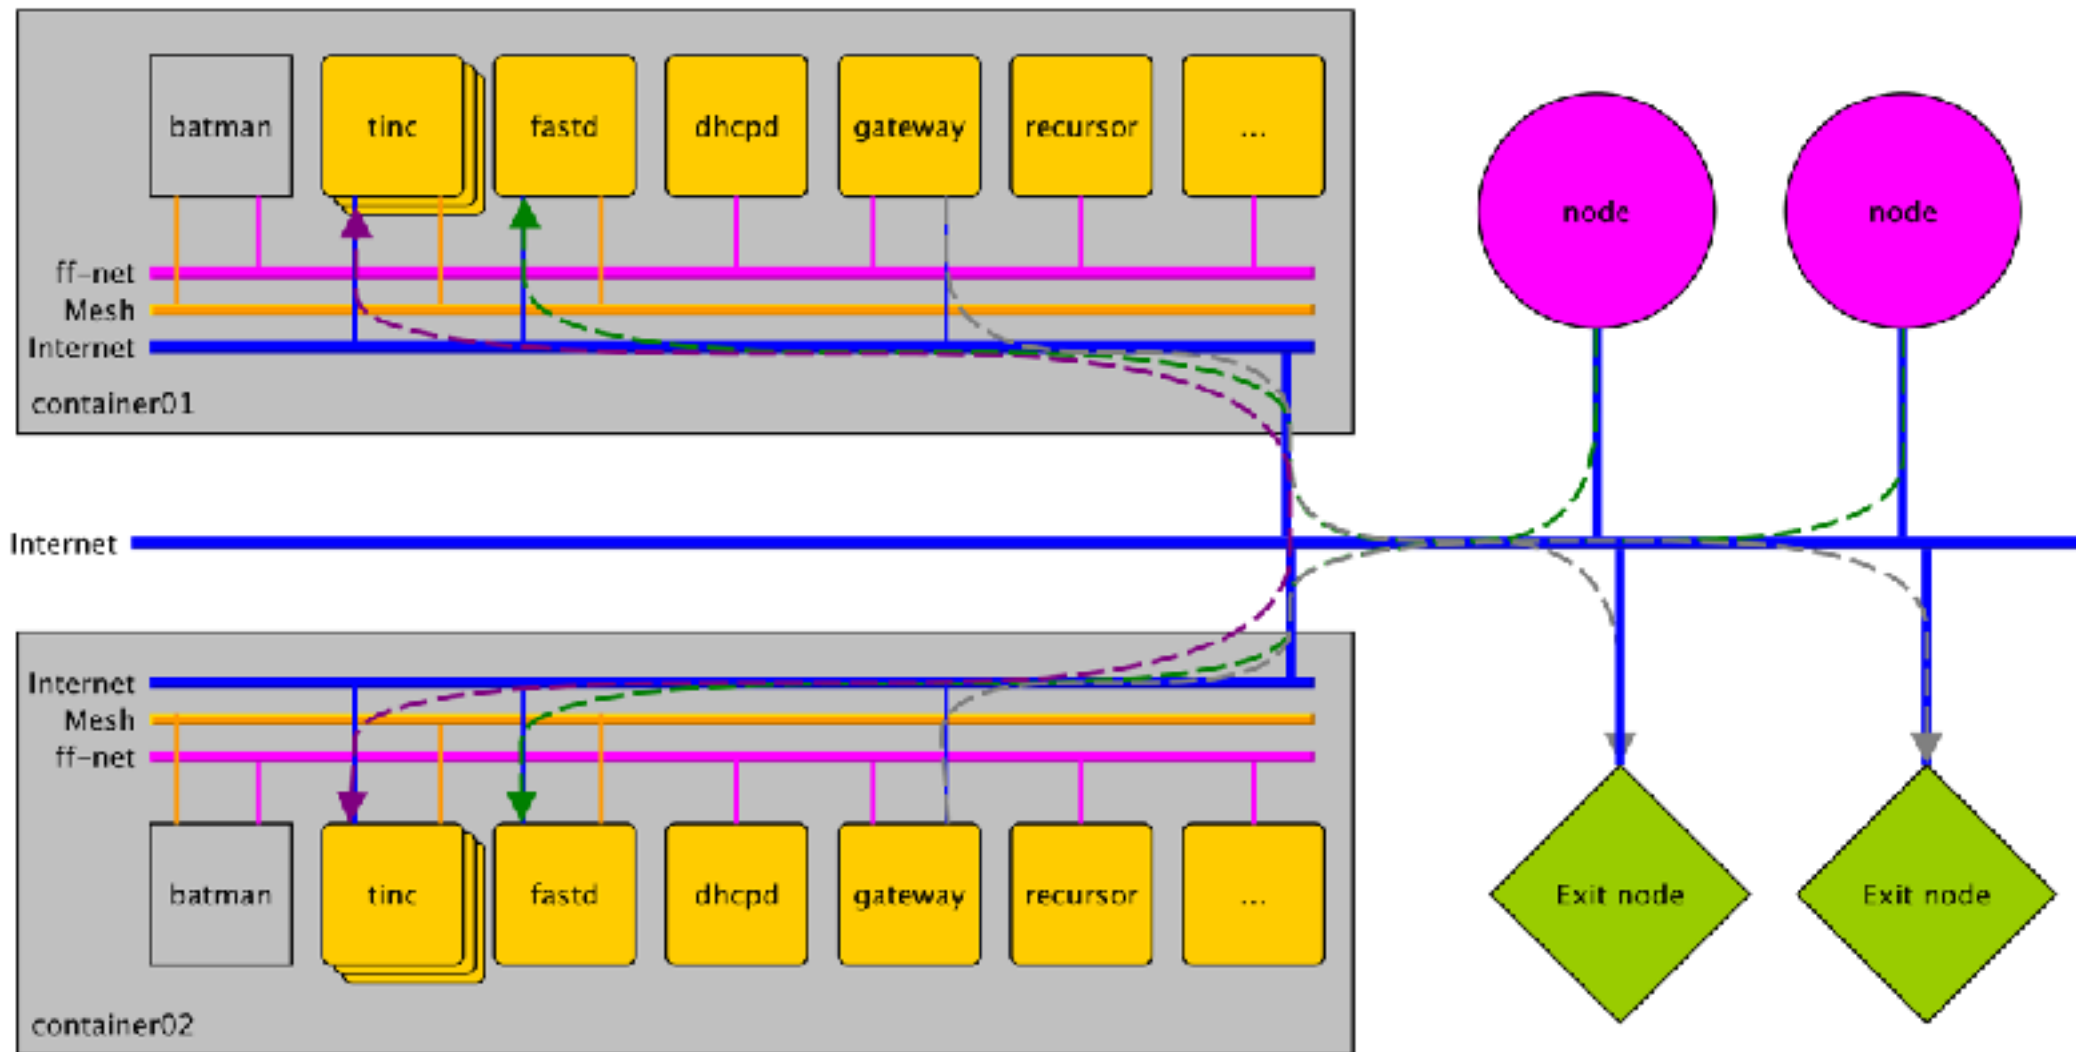 batman
tinc
fastd
dhcpd
gateway
recursor
...
node
node
ff-net
Mesh
Internet
container01
Internet
Internet
Mesh
ff-net
batman
tinc
fastd
dhcpd
gateway
recursor
...
Exit node
Exit node
container02